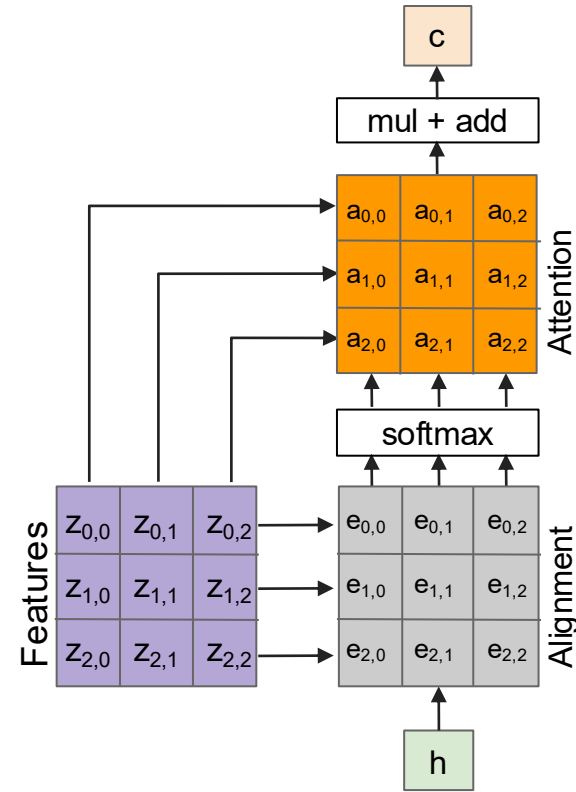 c
mul + add
a0,0 a0,1 a0,2
a1,0 a1,1 a1,2
a2,0 a2,1 a2,2
Attention
softmax
Features
z0,0 z0,1 z0,2
z1,0 z1,1 z1,2
z2,0 z2,1 z2,2
e0,0 e0,1 e0,2
e1,0 e1,1 e1,2
e2,0 e2,1 e2,2
Alignment
h